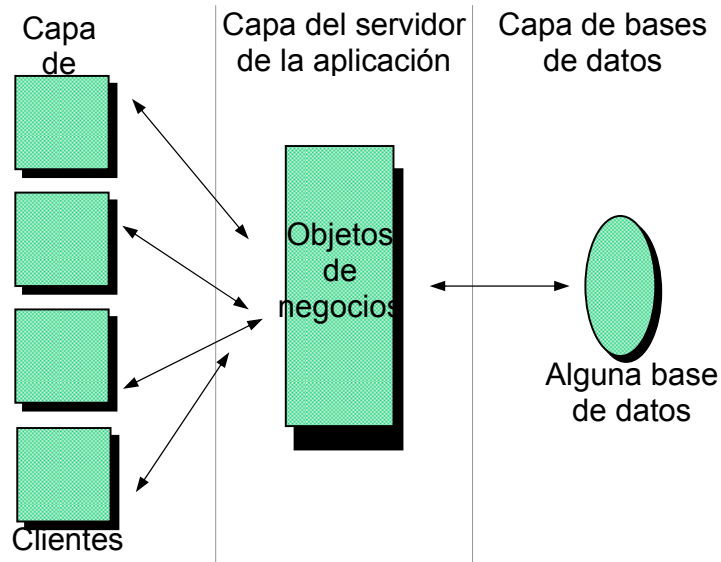 Capa
de
Capa del servidor
de la aplicación
Capa de bases
de datos
Objetos
de
negocios
Alguna base
de datos
Clientes